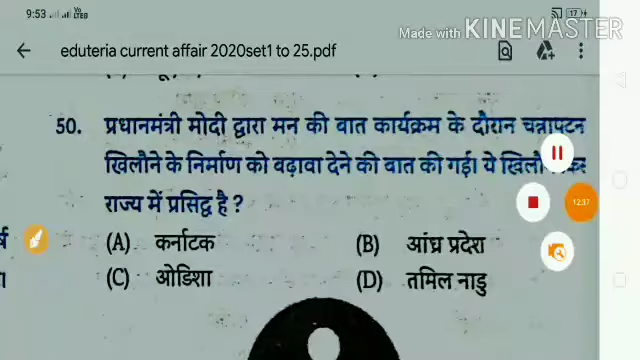 9:53
17
Made with KINEMASTER
eduteria current affair 2020set1 to 25.pdf
50. प्रधानमंत्री मोदी द्वारा मन की बात कार्यक्रम के दौरान चन्नापटन
खिलौने के निर्माण को बढ़ावा देने की बात की गई। ये
राज्य में प्रसिद्ध है ?
12:37
(A) कर्नाटक
(B) आंध्र प्रदेश
(C) ओडिशा
(D) तमिल नाडु